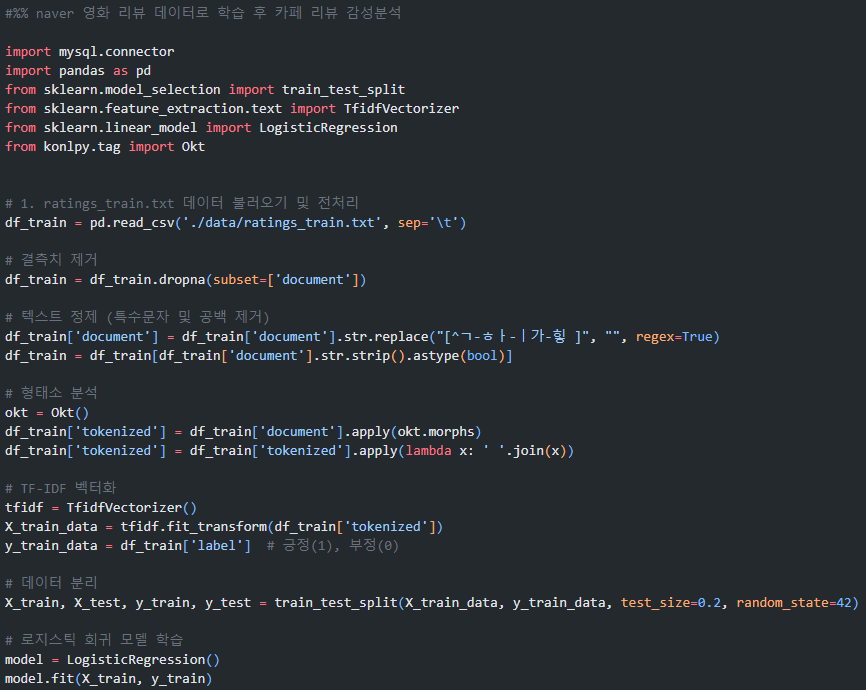 #%% naver 영화 리뷰 데이터로 학습 후 카페 리뷰 감성분석
import mysql.connector
import pandas as pd
from sklearn.model_selection import train_test_split
from sklearn.feature_extraction.text import TfidfVectorizer
from sklearn.linear_model import LogisticRegression
from konlpy.tag import Okt
# 1. ratings_train.txt 데이터 불러오기 및 전처리
df_train = pd.read_csv('./data/ratings_train.txt', sep='\t')
# 결측치 제거
df_train = df_train.dropna(subset=['document'])
# 텍스트 정제 (특수문자 및 공백 제거)
df_train['document'] = df_train['document'].str.replace("[^ㄱ-ㅎㅏ-ㅣ가-힣 ]", "", regex=True)
df_train = df_train[df_train['document'].str.strip().astype(bool)]
# 형태소 분석
okt = Okt()
df_train['tokenized'] = df_train['document'].apply(okt.morphs)
df_train['tokenized'] = df_train['tokenized'].apply(lambda x: ' '.join(x))
# TF-IDF 벡터화
tfidf = TfidfVectorizer()
X_train_data = tfidf.fit_transform(df_train['tokenized'])
y_train_data = df_train['label']  # 긍정(1), 부정(0)
# 데이터 분리
X_train, X_test, y_train, y_test = train_test_split(X_train_data, y_train_data, test_size=0.2, random_state=42)
# 로지스틱 회귀 모델 학습
model = LogisticRegression()
model.fit(X_train, y_train)